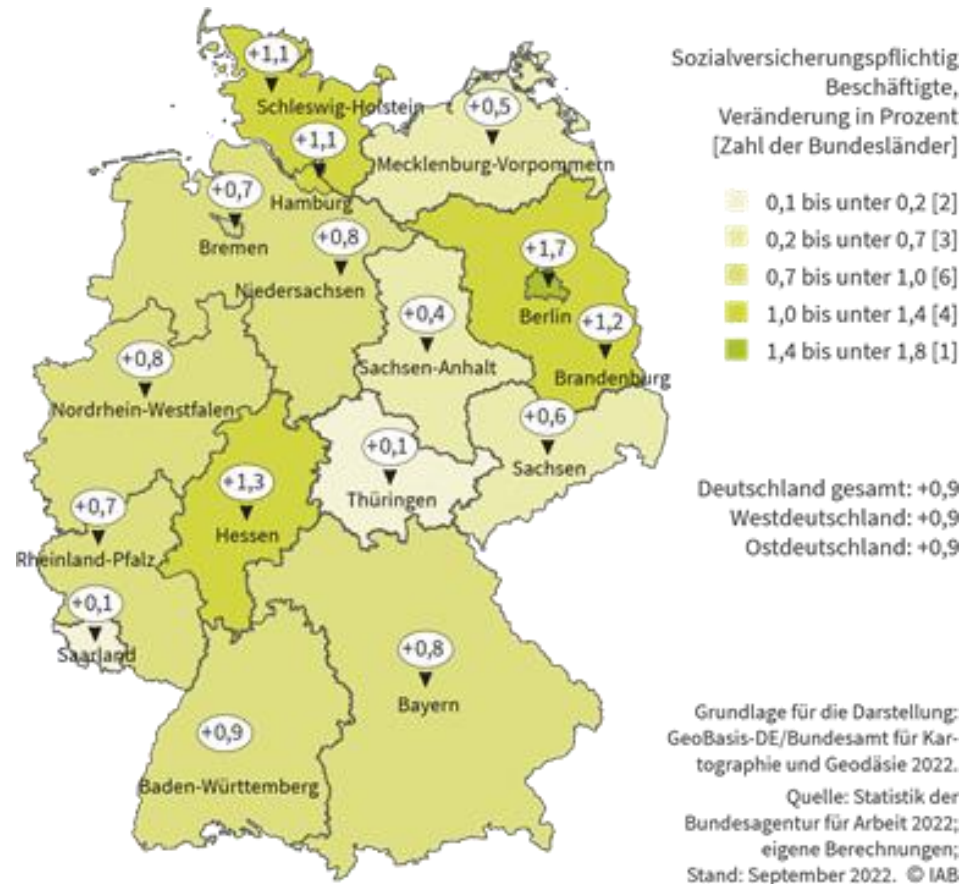 +1,1
Schleswig-Holstein
+0,5
Mecklenburg-Vorpommern
+1,1
Hamburg
+0,7
Bremen
+0,8
Niedersachsen
+1,7
Berlin
+1,2
Brandenburg
+0,4
Sachsen-Anhalt
+0,8
Nordrhein-Westfalen
+0,6
Sachsen
+0,1
Thüringen
+1,3
Hessen
+0,7
Rheinland-Pfalz
+0,1
Saarland
+0,8
Bayern
+0,9
Baden-Württemberg
Sozialversicherungspflichtig
Beschäftigte,
Veränderung in Prozent
[Zahl der Bundesländer]
0,1 bis unter 0,2 [2]
0,2 bis unter 0,7 [3]
0,7 bis unter 1,0 [6]
1,0 bis unter 1,4 [4]
1,4 bis unter 1,8 [1]
Deutschland gesamt: +0,9
Westdeutschland: +0,9
Ostdeutschland: +0,9
Grundlage für die Darstellung:
GeoBasis-DE/Bundesamt für Kar-
tographie und Geodäsie 2022.
Quelle: Statistik der
Bundesagentur für Arbeit 2022;
eigene Berechnungen;
Stand: September 2022. © IAB